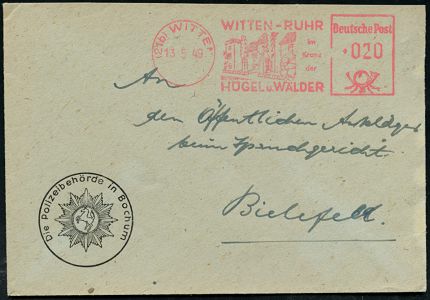 (21b) WITTEN
13.5.49
WITTEN-RUHR
im
Kranz
der
HÜGEL u. WÄLDER
Deutsche Post
020
An
den Öffentlichen Ankläger
beim Spruchgericht
Bielefeld.
Die Polizeibehörde in Bochum